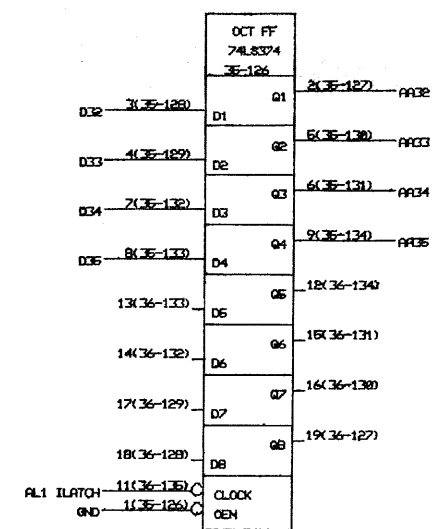 OCT FF
74LS374
35-126
2(35-127) AA32
Q1
D32 3(35-128)
D1
5(35-130) AA33
Q2
D33 4(35-129)
D2
6(35-131) AA34
Q3
D34 7(35-132)
D3
9(35-134) AA35
Q4
D35 8(35-133)
D4
12(36-134)
Q5
13(36-133)
D5
15(36-131)
Q6
14(36-132)
D6
16(36-130)
Q7
17(36-129)
D7
19(36-127)
Q8
18(36-128)
D8
AL1 ILATCH 11(36-135) CLOCK
GND 1(35-126) OEN